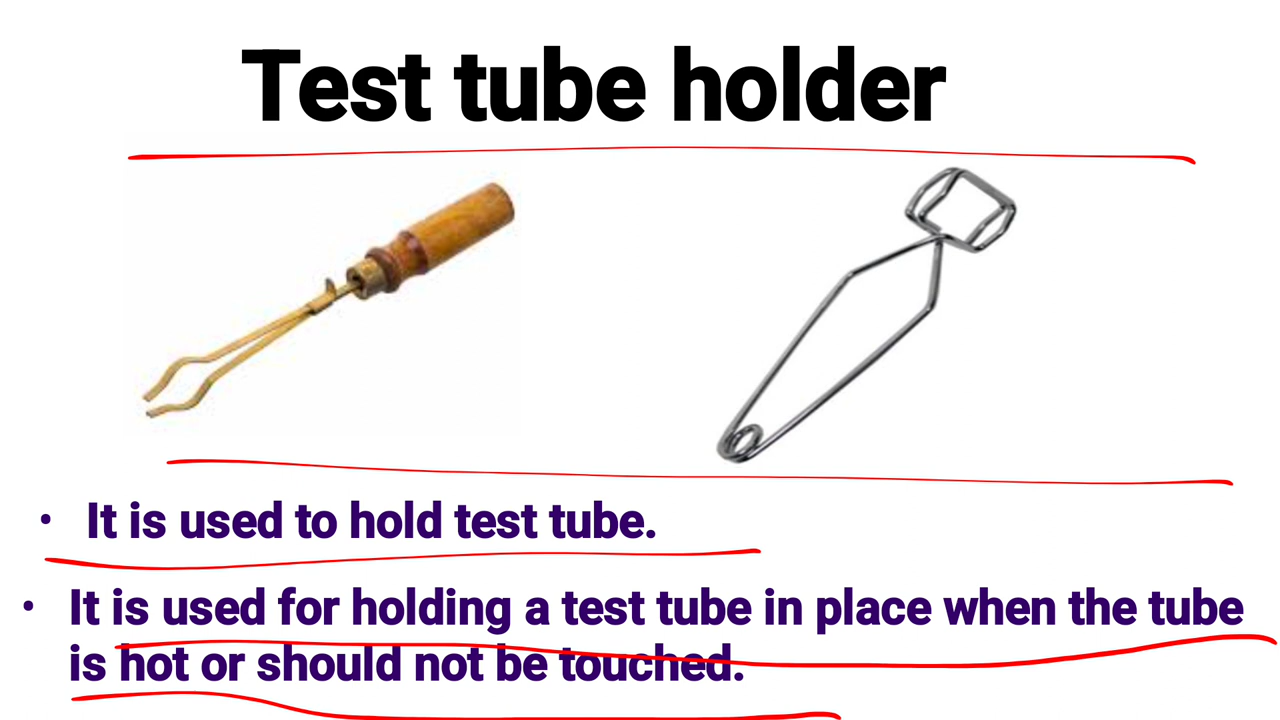 Test tube holder
• It is used to hold test tube.
• It is used for holding a test tube in place when the tube
is hot or should not be touched.